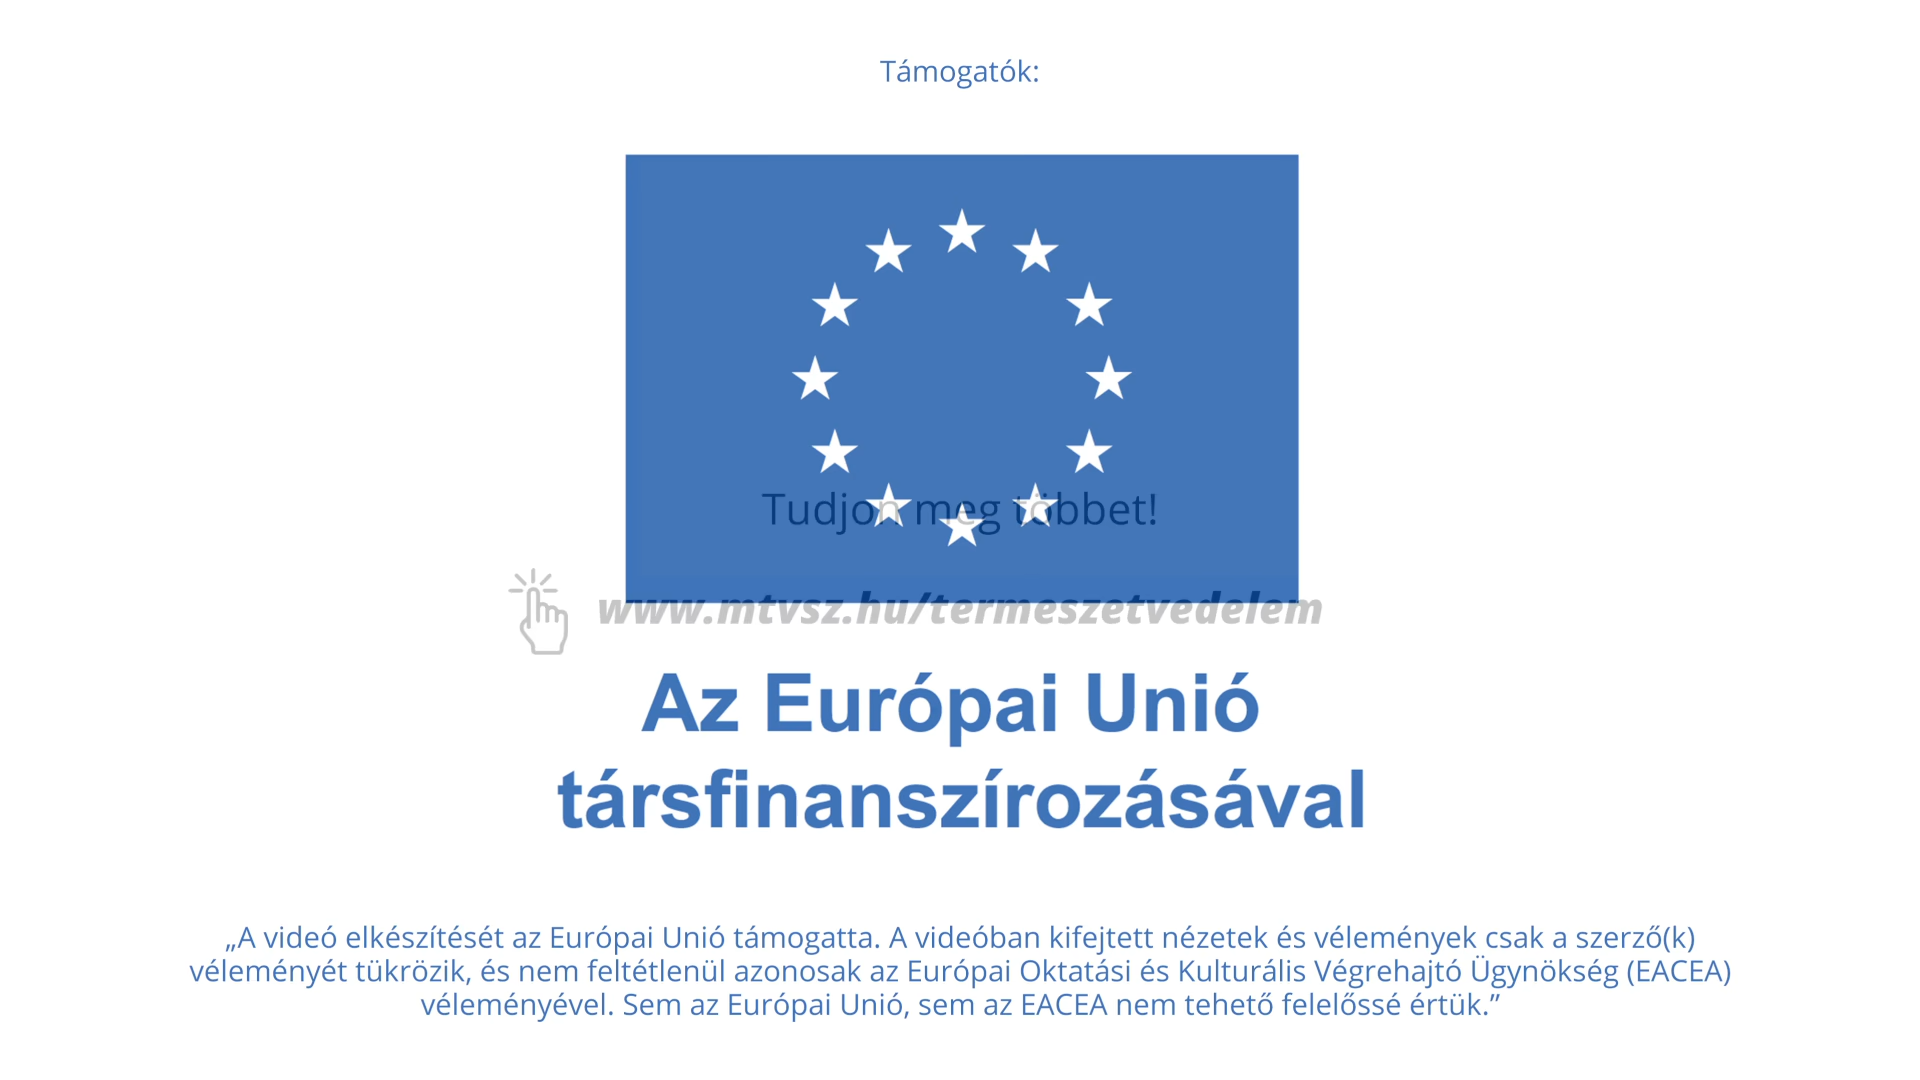 Támogatók:
Tudjon meg többet!
www.mtvsz.hu/termeszetvedelem
Az Európai Unió
társfinanszírozásával
„A videó elkészítését az Európai Unió támogatta. A videóban kifejtett nézetek és vélemények csak a szerző(k)
véleményét tükrözik, és nem feltétlenül azonosak az Európai Oktatási és Kulturális Végrehajtó Ügynökség (EACEA)
véleményével. Sem az Európai Unió, sem az EACEA nem tehető felelőssé értük.”